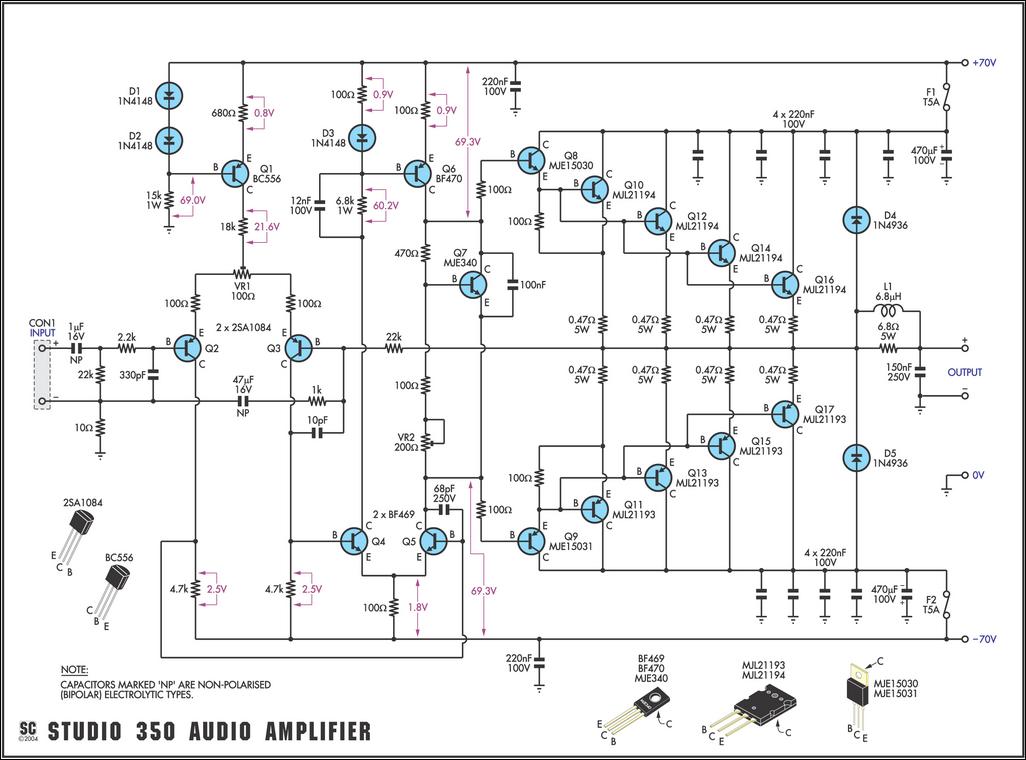 +70V
D1
1N4148
D2
1N4148
680Ω
0.8V
100Ω
0.9V
D3
1N4148
100Ω
0.9V
69.3V
220nF
100V
F1
T5A
4 x 220nF
100V
470µF
100V
+
−
B
E
C
Q1
BC556
15k
1W
69.0V
18k
21.6V
12nF
100V
6.8k
1W
60.2V
B
E
C
Q6
BF470
B
C
E
Q8
MJE15030
100Ω
100Ω
B
C
E
Q10
MJL21194
B
C
E
Q12
MJL21194
B
C
E
Q14
MJL21194
B
C
E
Q16
MJL21194
D4
1N4936
470Ω
Q7
MJE340
B
C
E
100nF
VR1
100Ω
100Ω
100Ω
L1
6.8µH
6.8Ω
5W
0.47Ω
5W
0.47Ω
5W
0.47Ω
5W
0.47Ω
5W
CON1
INPUT
+
−
1µF
16V
NP
2.2k
22k
330pF
10Ω
B
E
C
Q2
2 x 2SA1084
Q3
E
B
C
22k
47µF
16V
NP
1k
10pF
100Ω
VR2
200Ω
0.47Ω
5W
0.47Ω
5W
0.47Ω
5W
0.47Ω
5W
150nF
250V
+
OUTPUT
−
B
E
C
Q17
MJL21193
B
E
C
Q15
MJL21193
B
E
C
Q13
MJL21193
B
E
C
Q11
MJL21193
100Ω
100Ω
D5
1N4936
0V
68pF
250V
2 x BF469
B
C
E
Q4
Q5
C
B
E
B
E
C
Q9
MJE15031
4.7k
2.5V
4.7k
2.5V
100Ω
1.8V
69.3V
4 x 220nF
100V
470µF
100V
−
+
F2
T5A
−70V
220nF
100V
2SA1084
E
C
B
BC556
C
B
E
NOTE:
CAPACITORS MARKED 'NP' ARE NON-POLARISED
(BIPOLAR) ELECTROLYTIC TYPES.
BF469
BF470
MJE340
E
C
B
C
MJL21193
MJL21194
B
C
E
C
MJE15030
MJE15031
C
B
C
E
SC
©2004
STUDIO 350 AUDIO AMPLIFIER